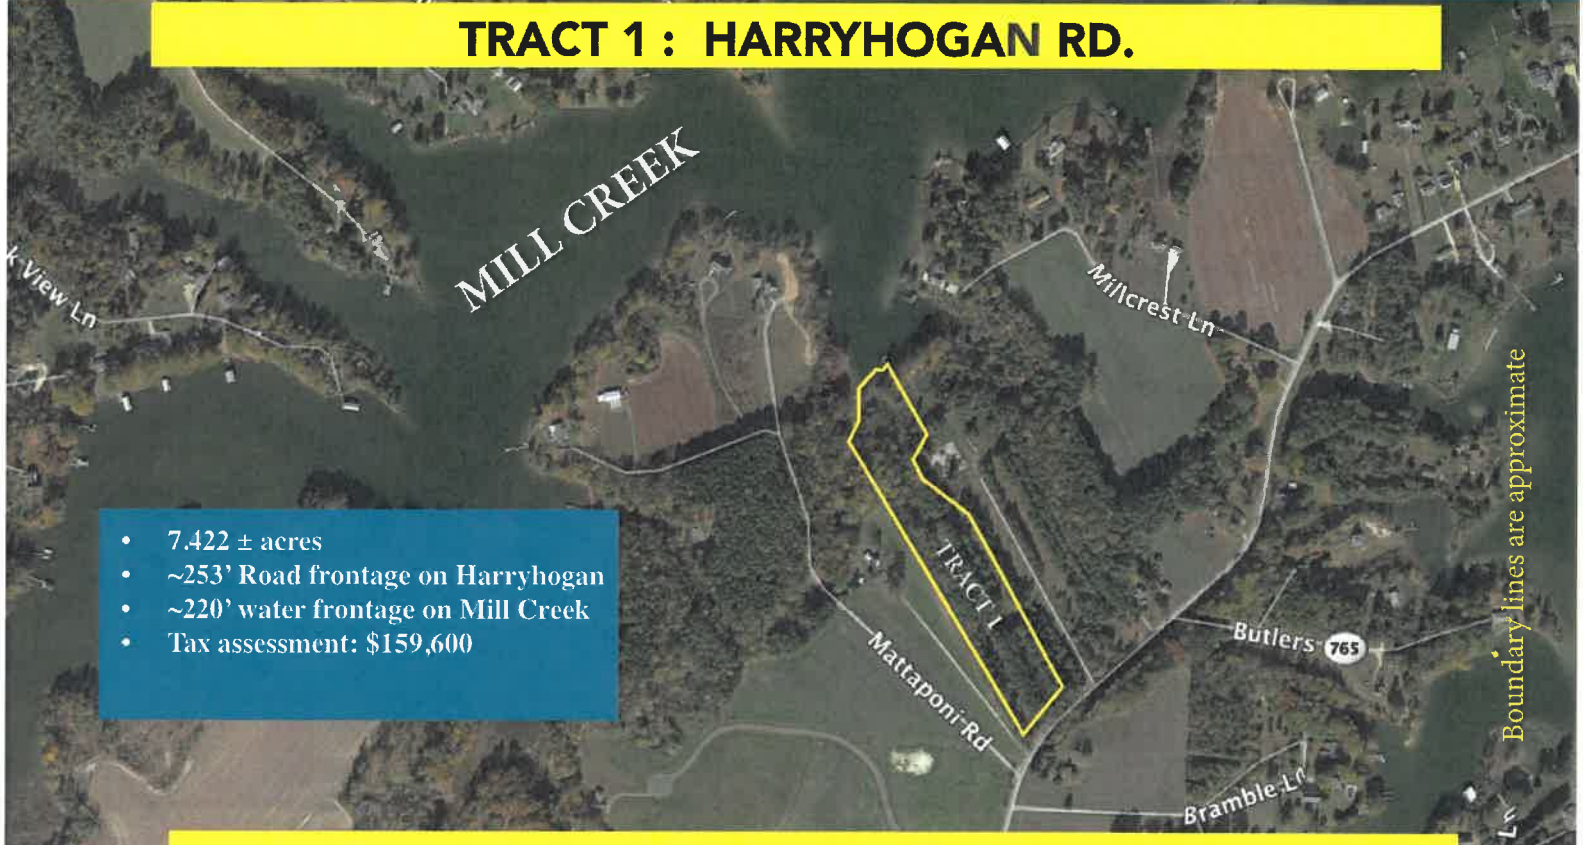 TRACT 1 : HARRYHOGAN RD.
MILL CREEK
k View Ln
Millcrest Ln
• 7.422 ± acres
• ~253' Road frontage on Harryhogan
• ~220' water frontage on Mill Creek
• Tax assessment: $159,600
TRACT 1
Mattaponi Rd
Butlers 765
Bramble Ln
Ln
Boundary lines are approximate